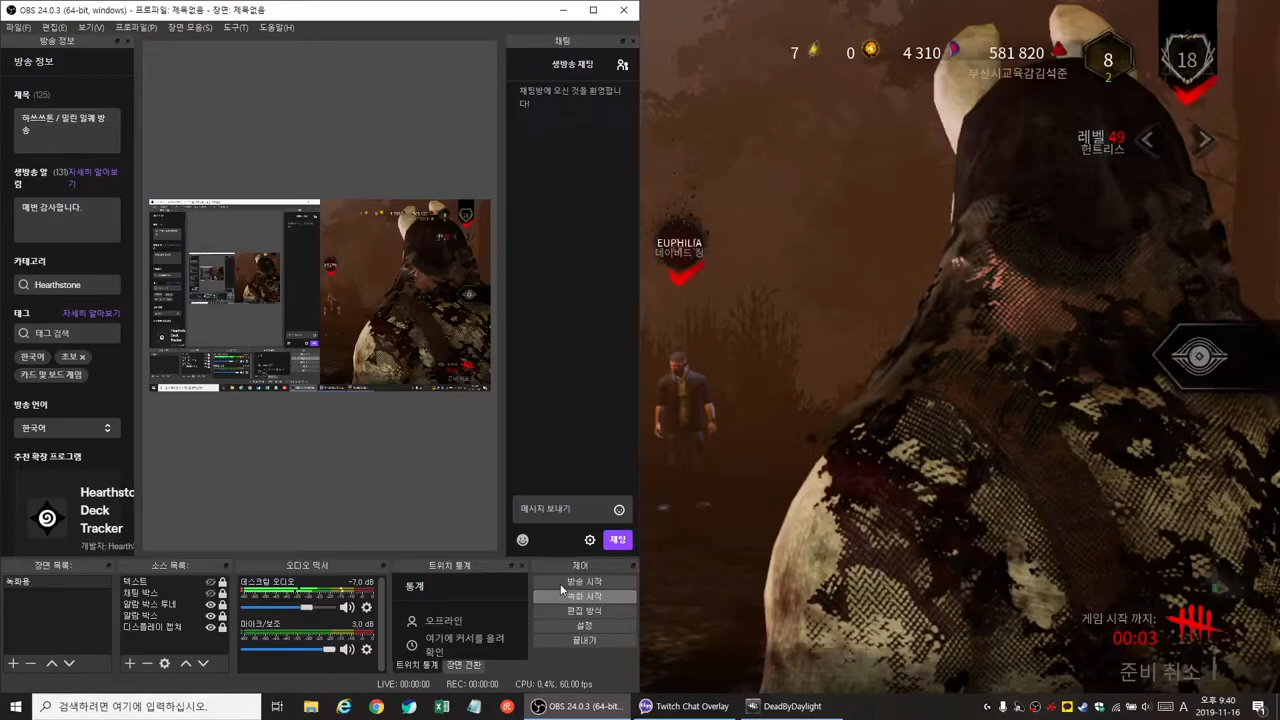 OBS 24.0.3 (64-bit, windows) - 프로파일: 제목없음 - 장면: 제목없음
파일(F) 편집(E) 보기(V) 프로파일(P) 장면 모음(S) 도구(T) 도움말(H)
방송 정보
방송 정보
제목 (125)
하쓰쓰톤 / 밀린 일퀘 방
송
생방송 알
림
(131)자세히 알아보
기
매번 감사합니다.
카테고리
Hearthstone
태그 자세히 알아보기
태그 검색
한국어 초보 ×
카드 및 보드 게임
방송 언어
한국어
추천 확장 프로그램
Hearthstc
Deck
Tracker
개발자: Hearth
채팅
생방송 채팅
채팅방에 오신 것을 환영합니
다!
메시지 보내기
채팅
장면 목록:
녹화용
소스 목록:
텍스트
채팅 박스
알람 박스 투네
알람 박스
디스플레이 캡쳐
오디오 믹서
데스크탑 오디오 -7.0 dB
마이크/보조 3.0 dB
트위치 통계
통계
오프라인
여기에 커서를 올려
확인
트위치 통계 장면 전환
제어
방송 시작
녹화 시작
편집 방식
설정
끝내기
LIVE: 00:00:00 REC: 00:00:00 CPU: 0.4%, 60.00 fps
7 0 4 310 581 820
부산시교육감김석준
8
2
18
레벨 49
헌트리스
EUPHILIA
데이비드 킹
게임 시작 까지:
00:03
준비 취소
검색하려면 여기에 입력하십시오.
OBS 24.0.3 (64-bit... Twitch Chat Overlay DeadByDaylight
A
오후 9:40
2019-11-16
1